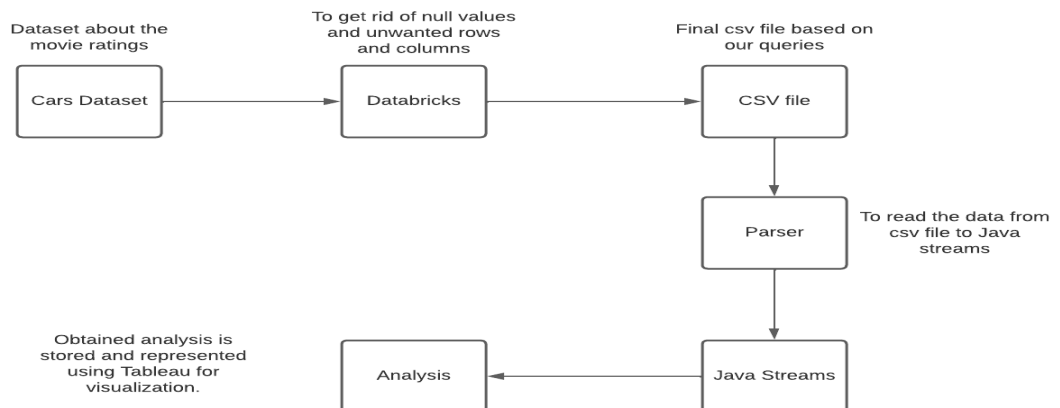 Dataset about the
movie ratings
To get rid of null values
and unwanted rows
and columns
Final csv file based on
our queries
Cars Dataset
Databricks
CSV file
Parser
To read the data from
csv file to Java
streams
Obtained analysis is
stored and represented
using Tableau for
visualization.
Analysis
Java Streams